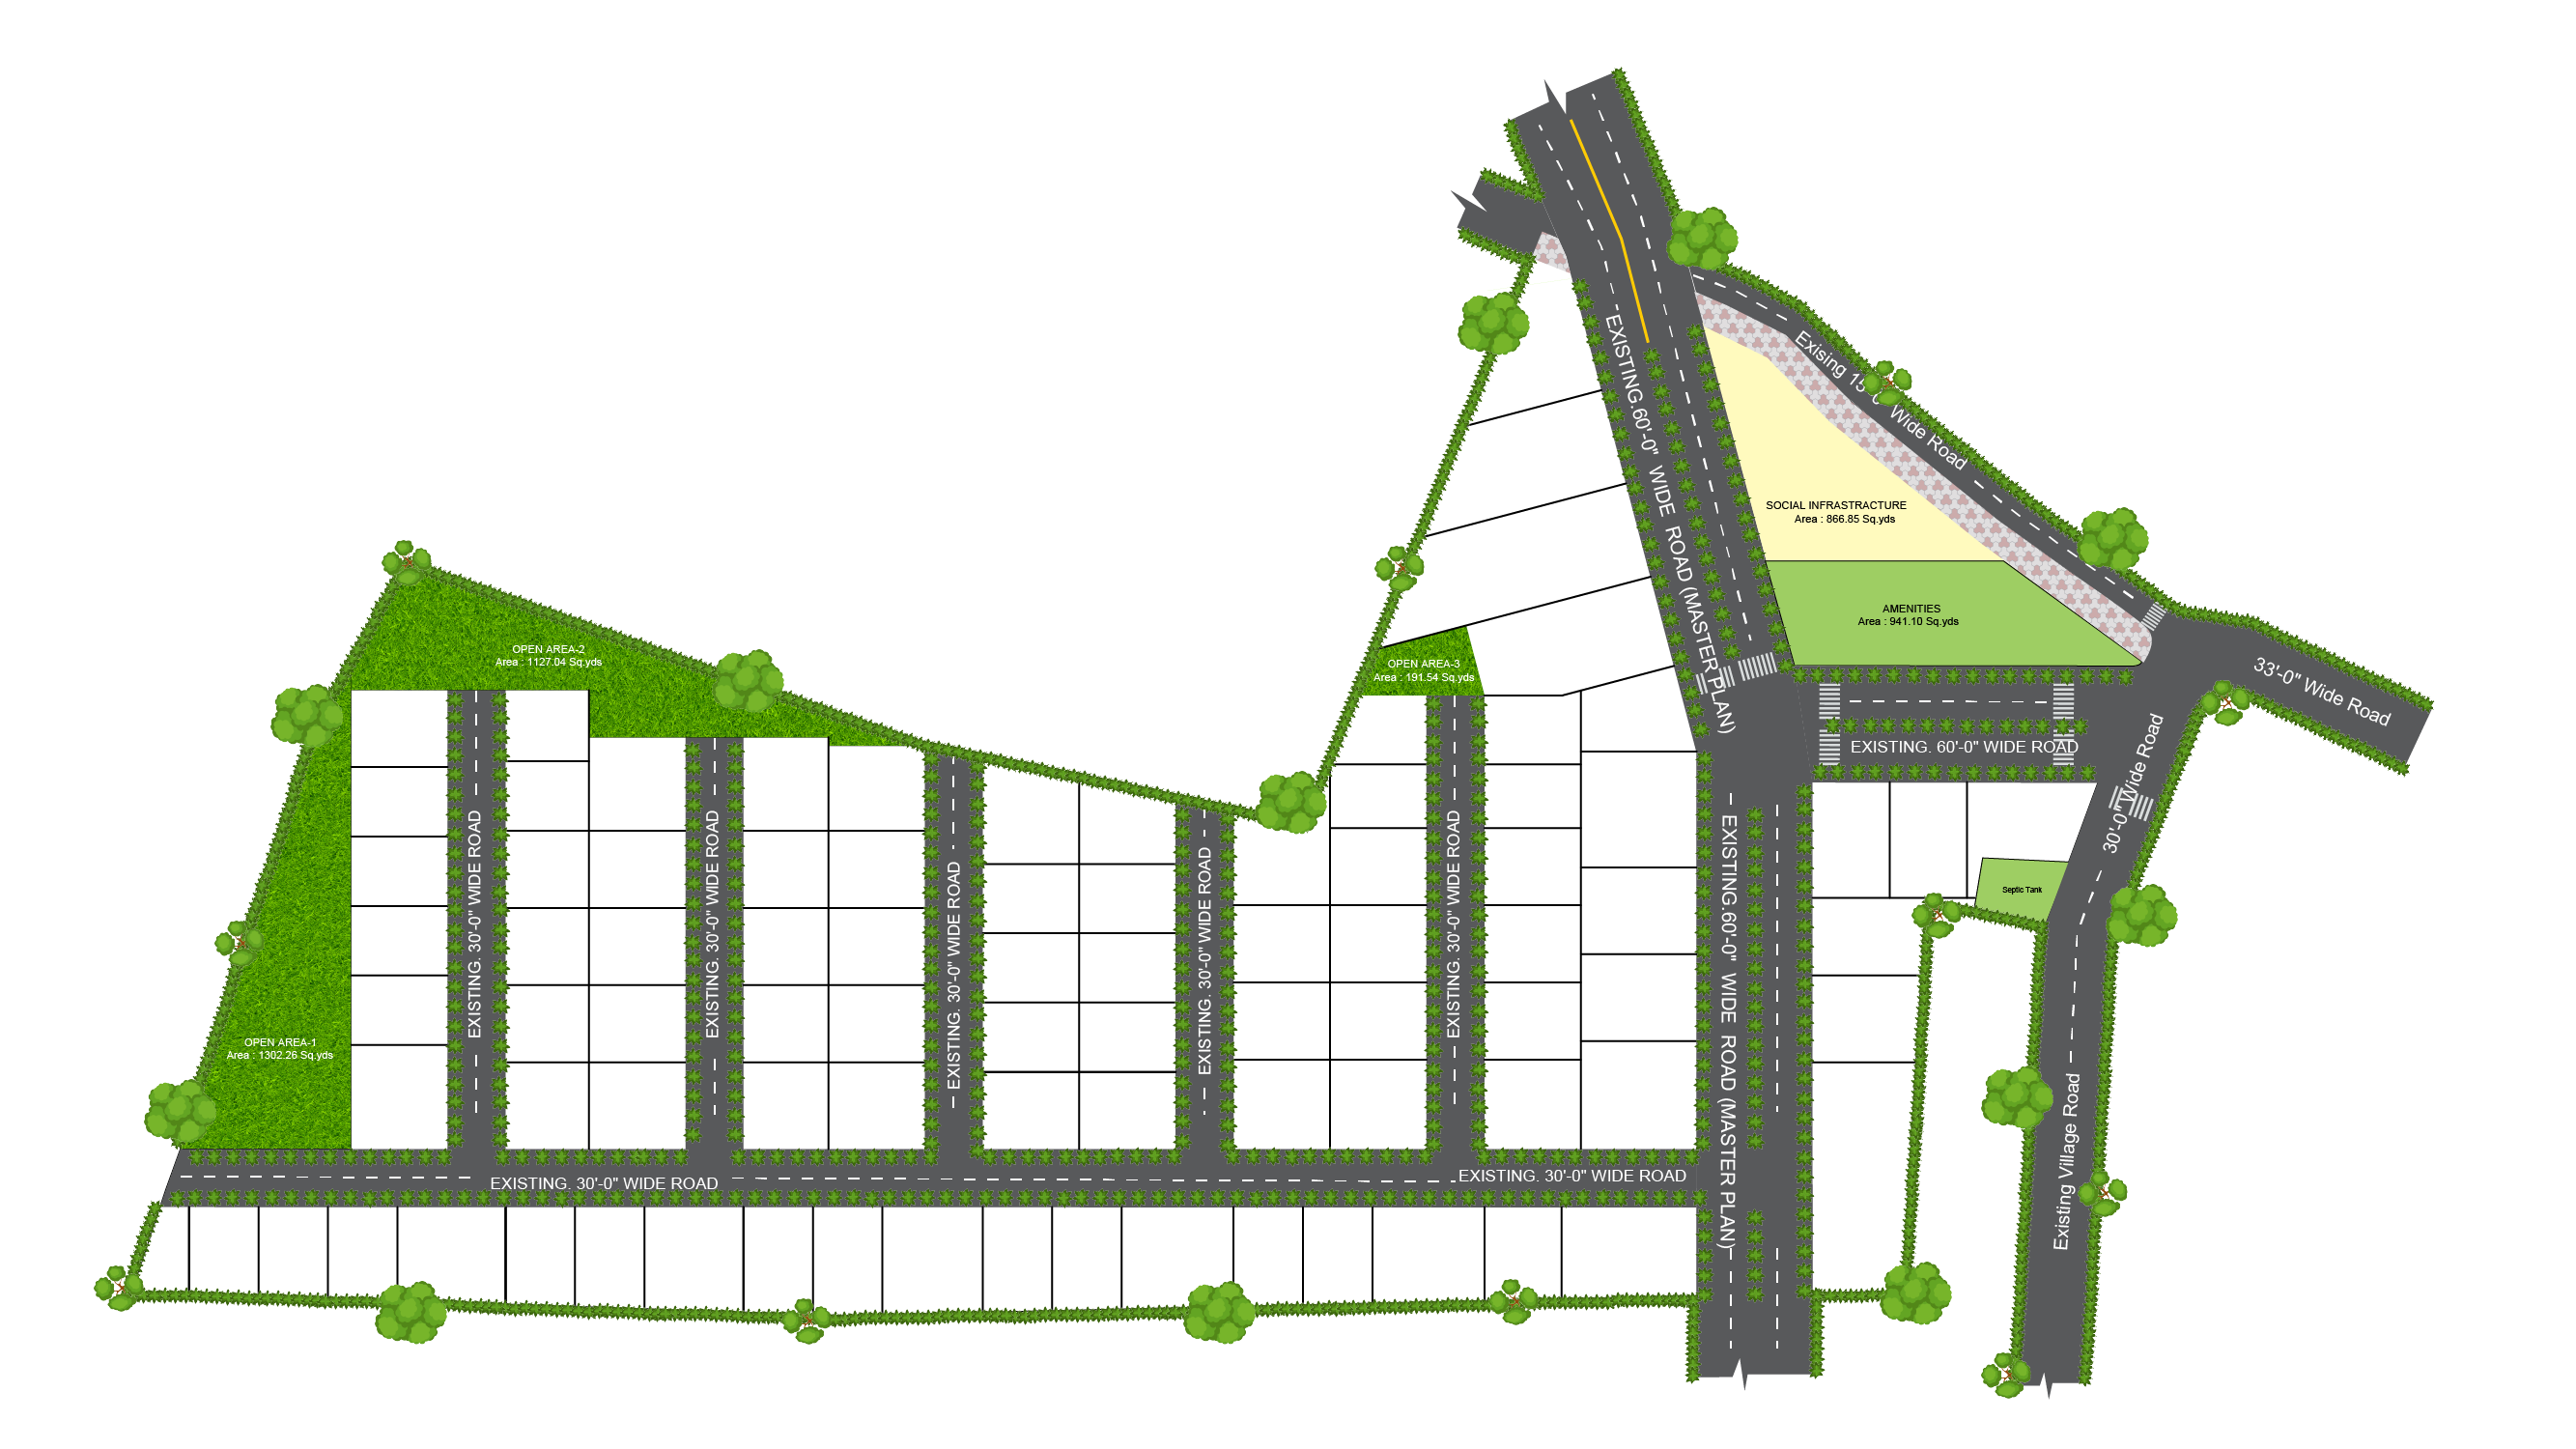 EXISTING.60'-0" WIDE ROAD (MASTER PLAN)
Exising 15'-0" Wide Road
SOCIAL INFRASTRACTURE
Area : 866.85 Sq.yds
AMENITIES
Area : 941.10 Sq.yds
33'-0" Wide Road
OPEN AREA-2
Area : 1127.04 Sq.yds
OPEN AREA-3
Area : 191.54 Sq.yds
EXISTING. 60'-0" WIDE ROAD
30'-0" Wide Road
EXISTING. 30'-0" WIDE ROAD
EXISTING. 30'-0" WIDE ROAD
EXISTING. 30'-0" WIDE ROAD
EXISTING. 30'-0" WIDE ROAD
EXISTING. 30'-0" WIDE ROAD
EXISTING.60'-0" WIDE ROAD (MASTER PLAN)
Septic Tank
OPEN AREA-1
Area : 1302.26 Sq.yds
Existing Village Road
EXISTING. 30'-0" WIDE ROAD
EXISTING. 30'-0" WIDE ROAD